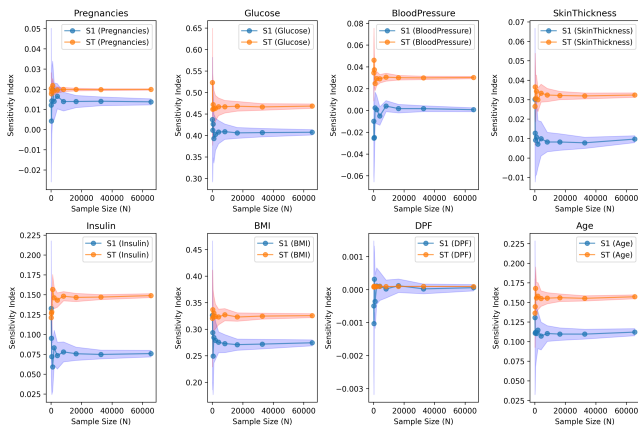 Pregnancies
Sensitivity Index
0.05
0.04
0.03
0.02
0.01
0.00
−0.01
−0.02
S1 (Pregnancies)
ST (Pregnancies)
0 20000 40000 60000
Sample Size (N)
Glucose
Sensitivity Index
0.65
0.60
0.55
0.50
0.45
0.40
0.35
0.30
S1 (Glucose)
ST (Glucose)
0 20000 40000 60000
Sample Size (N)
BloodPressure
Sensitivity Index
0.08
0.06
0.04
0.02
0.00
−0.02
−0.04
−0.06
S1 (BloodPressure)
ST (BloodPressure)
0 20000 40000 60000
Sample Size (N)
SkinThickness
Sensitivity Index
0.07
0.06
0.05
0.04
0.03
0.02
0.01
0.00
−0.01
S1 (SkinThickness)
ST (SkinThickness)
0 20000 40000 60000
Sample Size (N)
Insulin
Sensitivity Index
0.225
0.200
0.175
0.150
0.125
0.100
0.075
0.050
0.025
S1 (Insulin)
ST (Insulin)
0 20000 40000 60000
Sample Size (N)
BMI
Sensitivity Index
0.45
0.40
0.35
0.30
0.25
0.20
S1 (BMI)
ST (BMI)
0 20000 40000 60000
Sample Size (N)
DPF
Sensitivity Index
0.001
0.000
−0.001
−0.002
−0.003
S1 (DPF)
ST (DPF)
0 20000 40000 60000
Sample Size (N)
Age
Sensitivity Index
0.225
0.200
0.175
0.150
0.125
0.100
0.075
0.050
0.025
S1 (Age)
ST (Age)
0 20000 40000 60000
Sample Size (N)